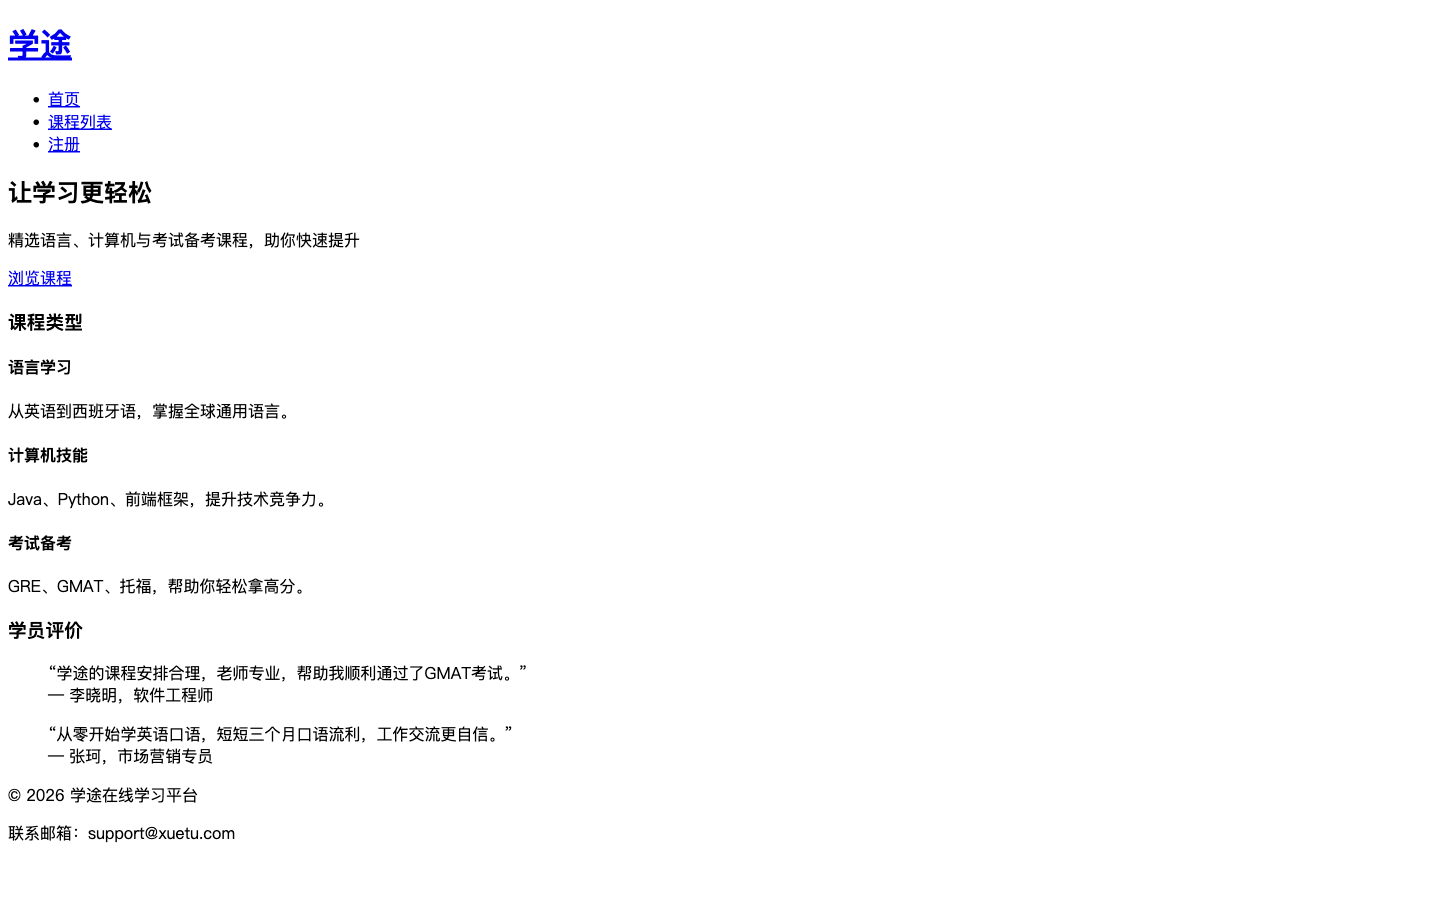 学途
首页
课程列表
注册
让学习更轻松
精选语言、计算机与考试备考课程，助你快速提升
浏览课程
课程类型
语言学习
从英语到西班牙语，掌握全球通用语言。
计算机技能
Java、Python、前端框架，提升技术竞争力。
考试备考
GRE、GMAT、托福，帮助你轻松拿高分。
学员评价
“学途的课程安排合理，老师专业，帮助我顺利通过了GMAT考试。”
— 李晓明，软件工程师
“从零开始学英语口语，短短三个月口语流利，工作交流更自信。”
— 张珂，市场营销专员
© 2026 学途在线学习平台
联系邮箱：support@xuetu.com